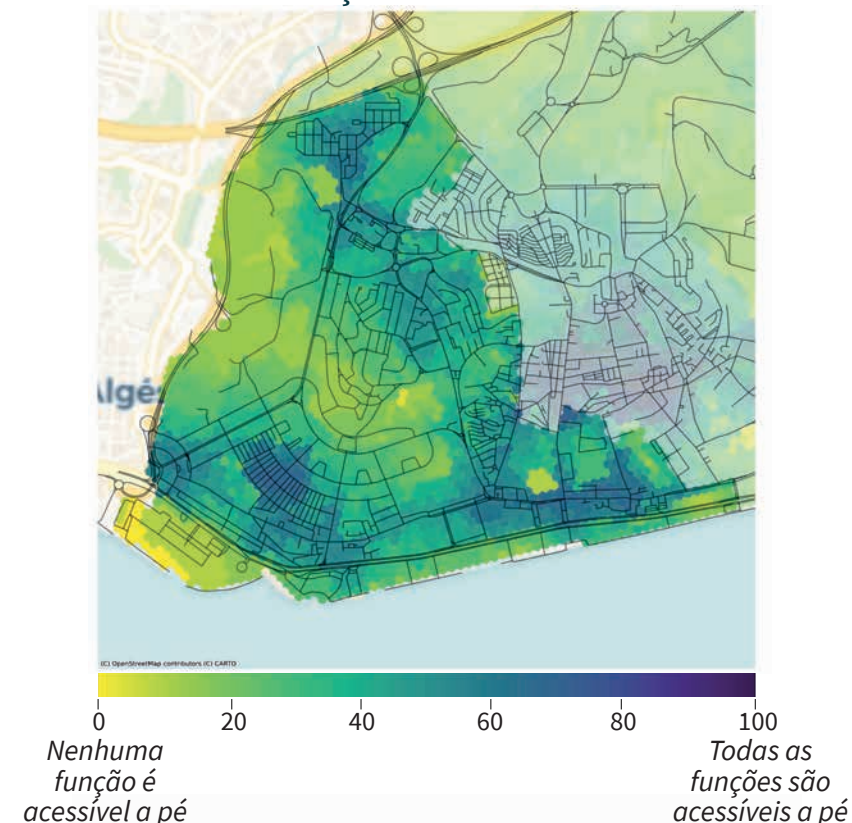 (C) OpenStreetMap contributors (C) CARTO
0 20 40 60 80 100
Nenhuma
função é
acessível a pé
Todas as
funções são
acessíveis a pé